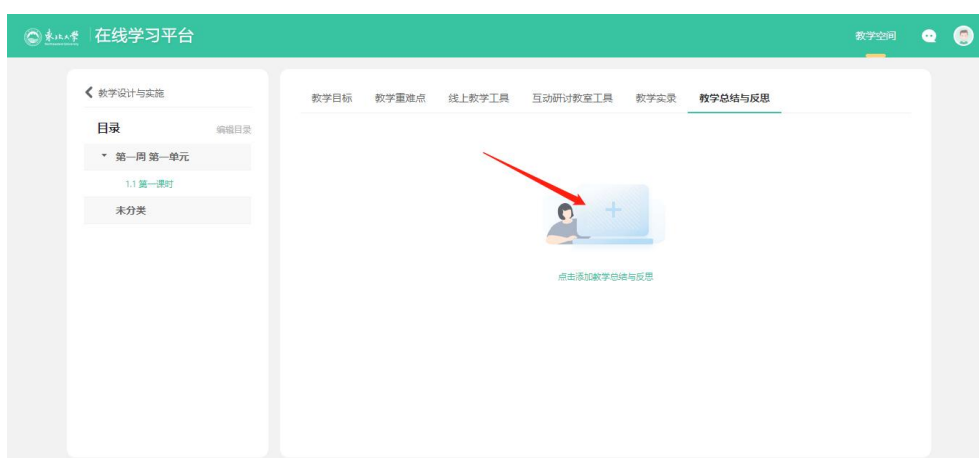 东北大学 在线学习平台
教学空间
教学设计与实施
目录 编辑目录
第一周 第一单元
1.1 第一课时
未分类
教学目标 教学重难点 线上教学工具 互动研讨教室工具 教学实录 教学总结与反思
点击添加教学总结与反思